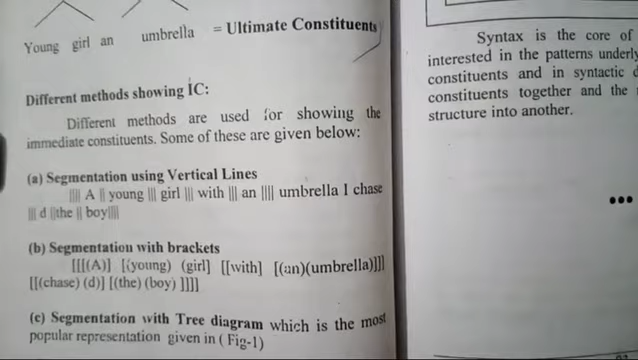 Young girl an umbrella = Ultimate Constituents
Different methods showing IC:
Different methods are used for showing the
immediate constituents. Some of these are given below:
(a) Segmentation using Vertical Lines
|||| A || young ||| girl ||| with ||| an |||| umbrella I chase
||| d ||the || boy||||
(b) Segmentation with brackets
[[[(A)] [(young) (girl] [[with] [(an)(umbrella)]]]
[[(chase) (d)] [(the) (boy) ]]]]
(c) Segmentation with Tree diagram which is the most
popular representation given in ( Fig-1)
Syntax is the core of
interested in the patterns underly
constituents and in syntactic
constituents together and the
structure into another.
•••